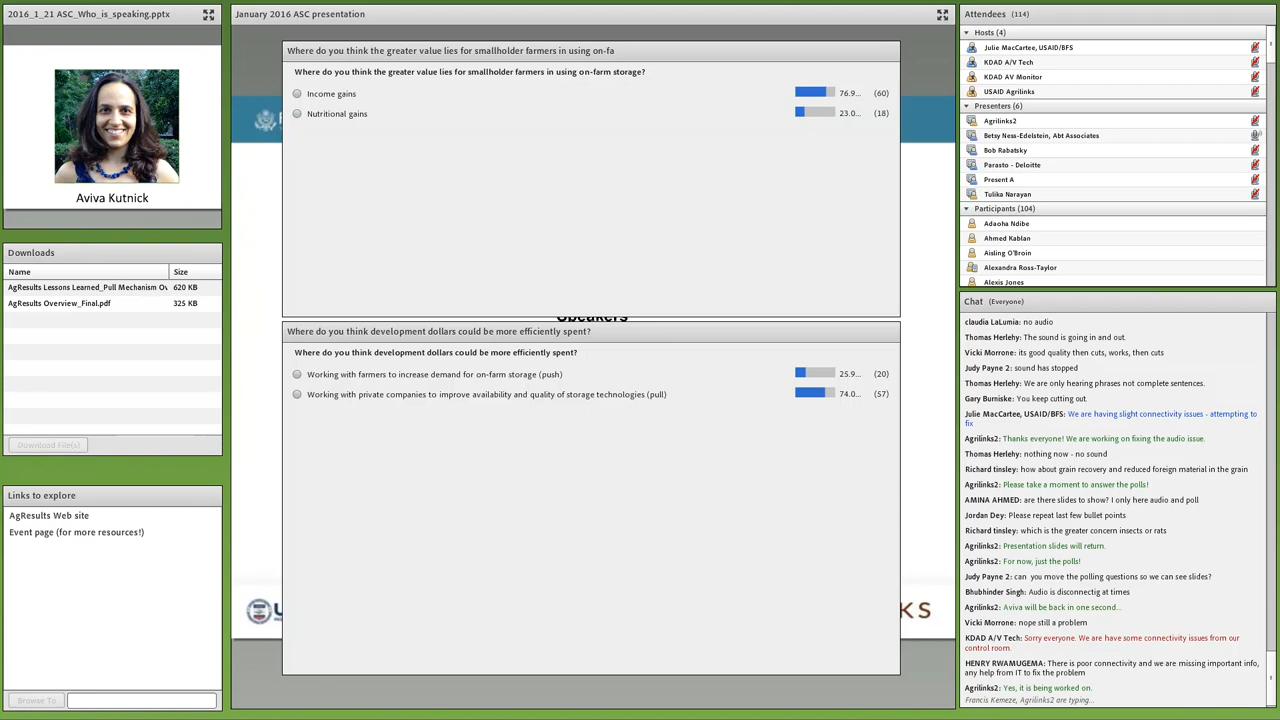 2016_1_21 ASC_Who_is_speaking.pptx
Aviva Kutnick
Downloads
Name Size
AgResults Lessons Learned_Pull Mechanism Ov 620 KB
AgResults Overview_Final.pdf 325 KB
Download File(s)
Links to explore
AgResults Web site
Event page (for more resources!)
Browse To
January 2016 ASC presentation
Where do you think the greater value lies for smallholder farmers in using on-fa
Where do you think the greater value lies for smallholder farmers in using on-farm storage?
Income gains 76.9... (60)
Nutritional gains 23.0... (18)
Speakers
Where do you think development dollars could be more efficiently spent?
Where do you think development dollars could be more efficiently spent?
Working with farmers to increase demand for on-farm storage (push) 25.9... (20)
Working with private companies to improve availability and quality of storage technologies (pull) 74.0... (57)
KS
Attendees (114)
Hosts (4)
Julie MacCartee, USAID/BFS
KDAD A/V Tech
KDAD AV Monitor
USAID Agrilinks
Presenters (6)
Agrilinks2
Betsy Ness-Edelstein, Abt Associates
Bob Rabatsky
Parasto - Deloitte
Present A
Tulika Narayan
Participants (104)
Adaoha Ndibe
Ahmed Kablan
Aisling O'Broin
Alexandra Ross-Taylor
Alexis Jones
Chat (Everyone)
claudia LaLumia: no audio
Thomas Herlehy: The sound is going in and out.
Vicki Morrone: its good quality then cuts, works, then cuts
Judy Payne 2: sound has stopped
Thomas Herlehy: We are only hearing phrases not complete sentences.
Gary Burniske: You keep cutting out.
Julie MacCartee, USAID/BFS: We are having slight connectivity issues - attempting to
fix
Agrilinks2: Thanks everyone! We are working on fixing the audio issue.
Thomas Herlehy: nothing now - no sound
Richard tinsley: how about grain recovery and reduced foreign material in the grain
Agrilinks2: Please take a moment to answer the polls!
AMINA AHMED: are there slides to show? I only here audio and poll
Jordan Dey: Please repeat last few bullet points
Richard tinsley: which is the greater concern insects or rats
Agrilinks2: Presentation slides will return.
Agrilinks2: For now, just the polls!
Judy Payne 2: can you move the polling questions so we can see slides?
Bhubhinder Singh: Audio is disconnectig at times
Agrilinks2: Aviva will be back in one second...
Vicki Morrone: nope still a problem
KDAD A/V Tech: Sorry everyone. We are have some connectivity issues from our
control room.
HENRY RWAMUGEMA: There is poor connectivity and we are missing important info,
any help from IT to fix the problem
Agrilinks2: Yes, it is being worked on.
Francis Kemeze, Agrilinks2 are typing...